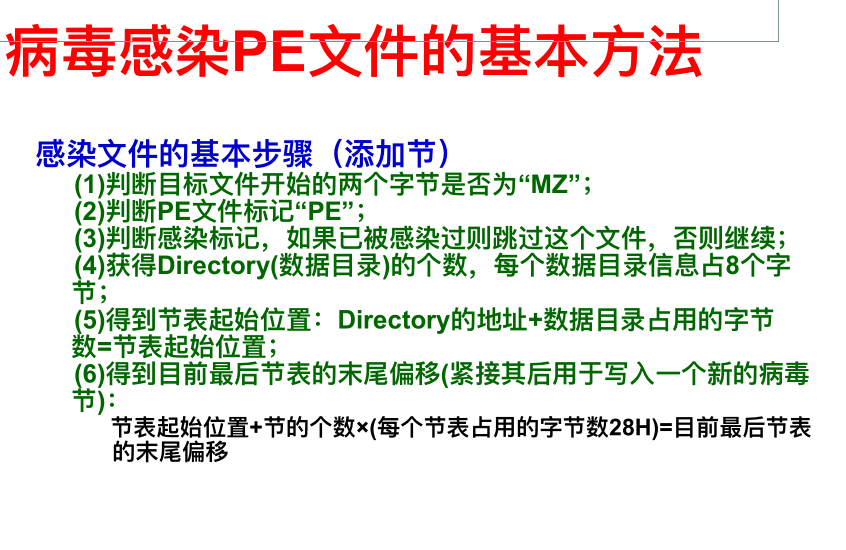 病毒感染PE文件的基本方法
感染文件的基本步骤（添加节）
(1)判断目标文件开始的两个字节是否为“MZ”；
(2)判断PE文件标记“PE”；
(3)判断感染标记，如果已被感染过则跳过这个文件，否则继续；
(4)获得Directory(数据目录)的个数，每个数据目录信息占8个字
节；
(5)得到节表起始位置：Directory的地址+数据目录占用的字节
数=节表起始位置；
(6)得到目前最后节表的末尾偏移(紧接其后用于写入一个新的病毒
节)：
节表起始位置+节的个数×(每个节表占用的字节数28H)=目前最后节表
的末尾偏移